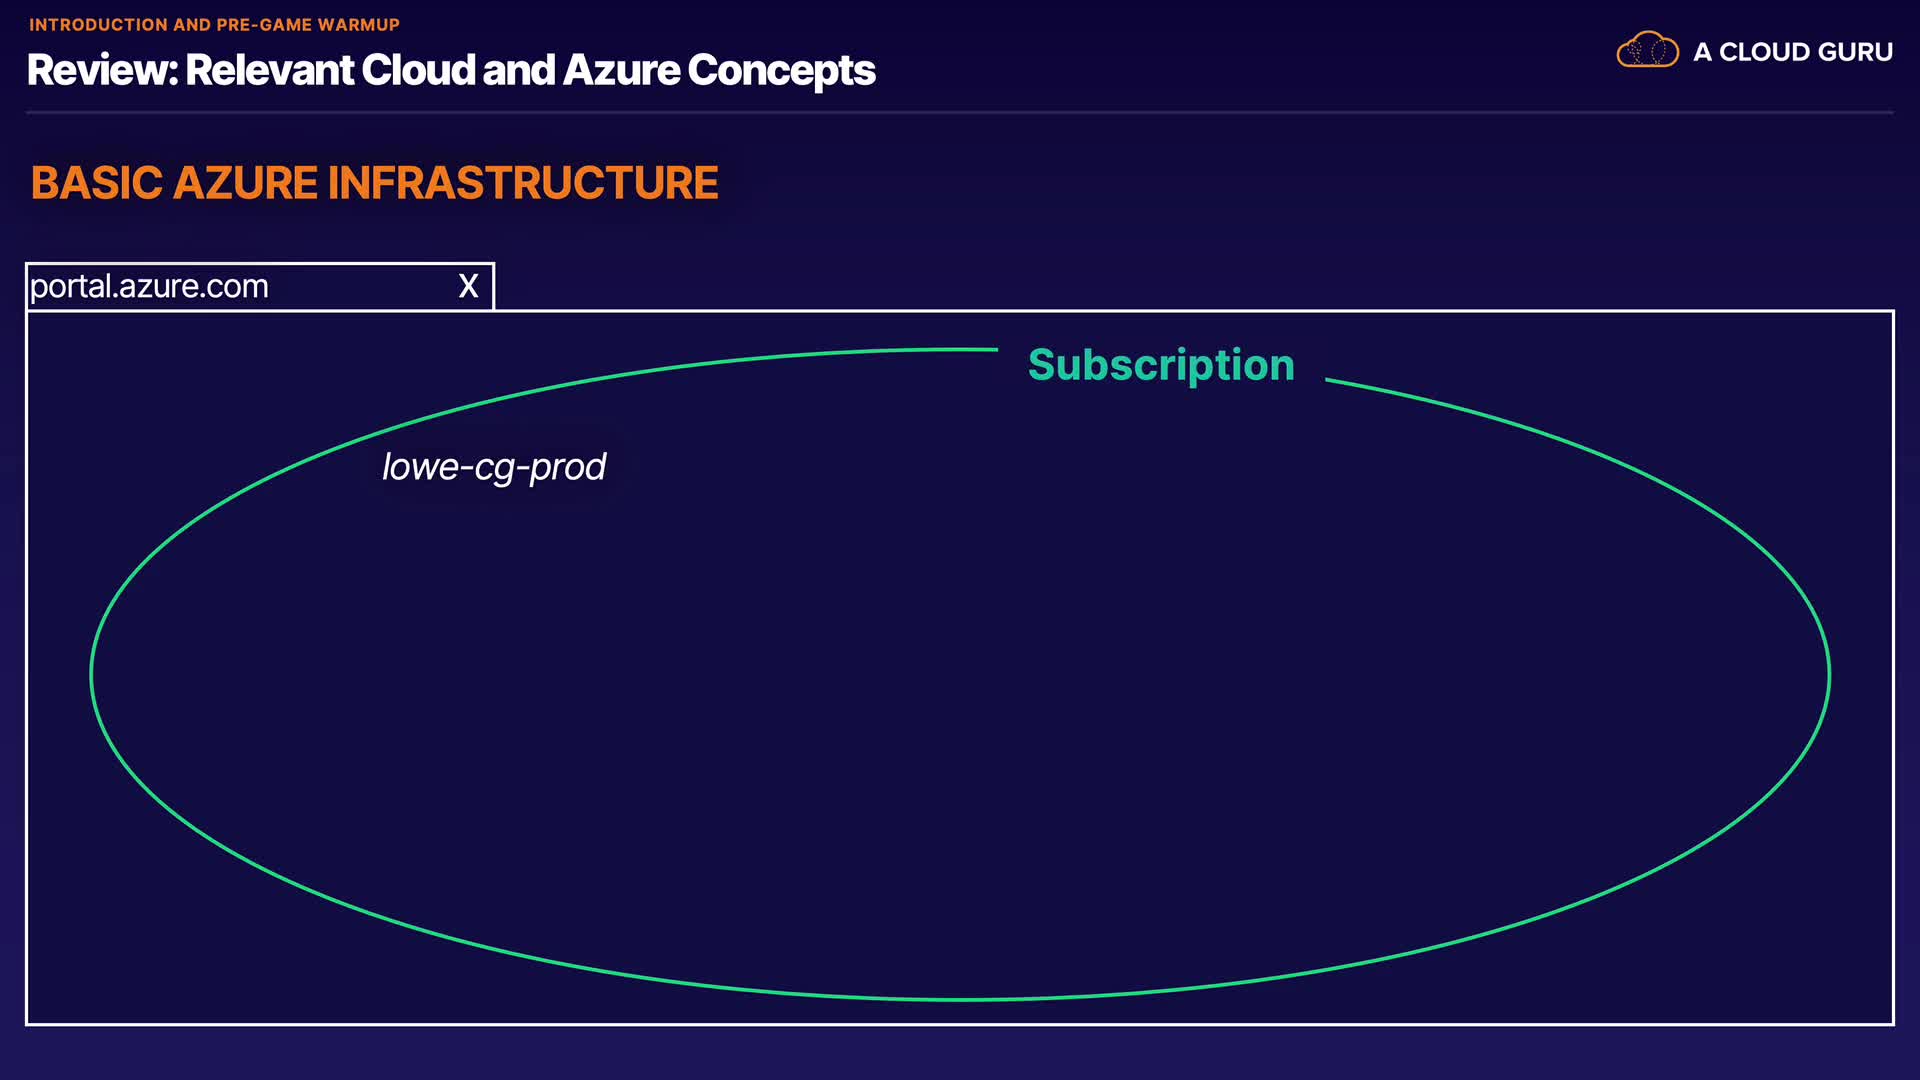 INTRODUCTION AND PRE-GAME WARMUP
Review: Relevant Cloud and Azure Concepts
A CLOUD GURU
BASIC AZURE INFRASTRUCTURE
portal.azure.com X
Subscription
lowe-cg-prod